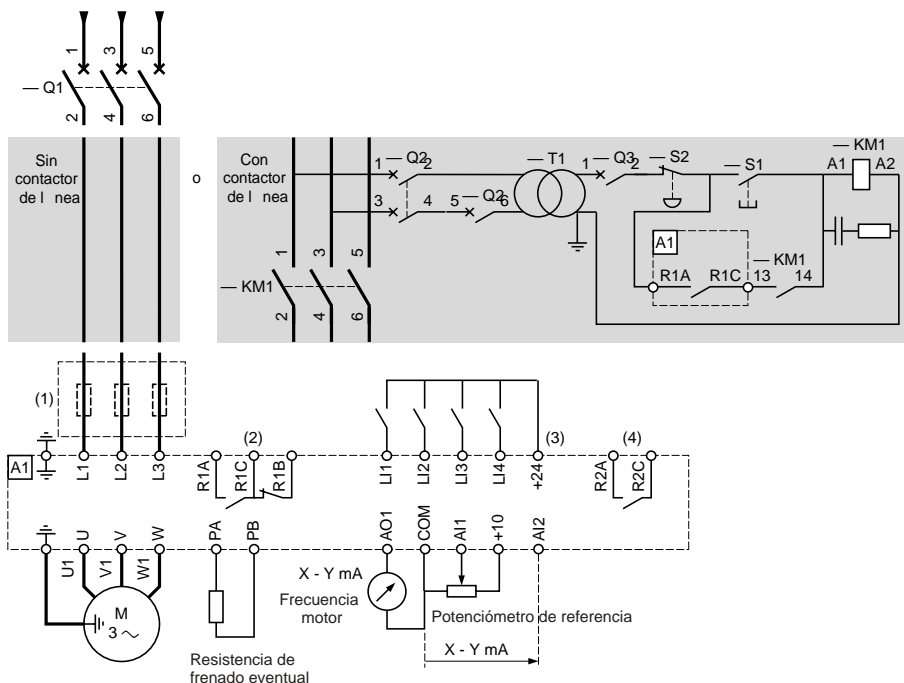 1
3
5
— Q1
2
4
6
Sin
contactor
de l nea
o
Con
contactor
de l nea
1
— Q2
2
3
4
5
— Q2
6
— T1
1
— Q3
2
— S2
— S1
— KM1
A1
A2
A1
R1A
R1C
— KM1
13
14
1
3
5
— KM1
2
4
6
(1)
(2)
(3)
(4)
A1
L1
L2
L3
R1A
R1C
R1B
LI1
LI2
LI3
LI4
+24
R2A
R2C
U
V
W
PA
PB
AO1
COM
AI1
+10
AI2
U1
V1
W1
M
3 ~
X - Y mA
Frecuencia
motor
Potenciómetro de referencia
X - Y mA
Resistencia de
frenado eventual